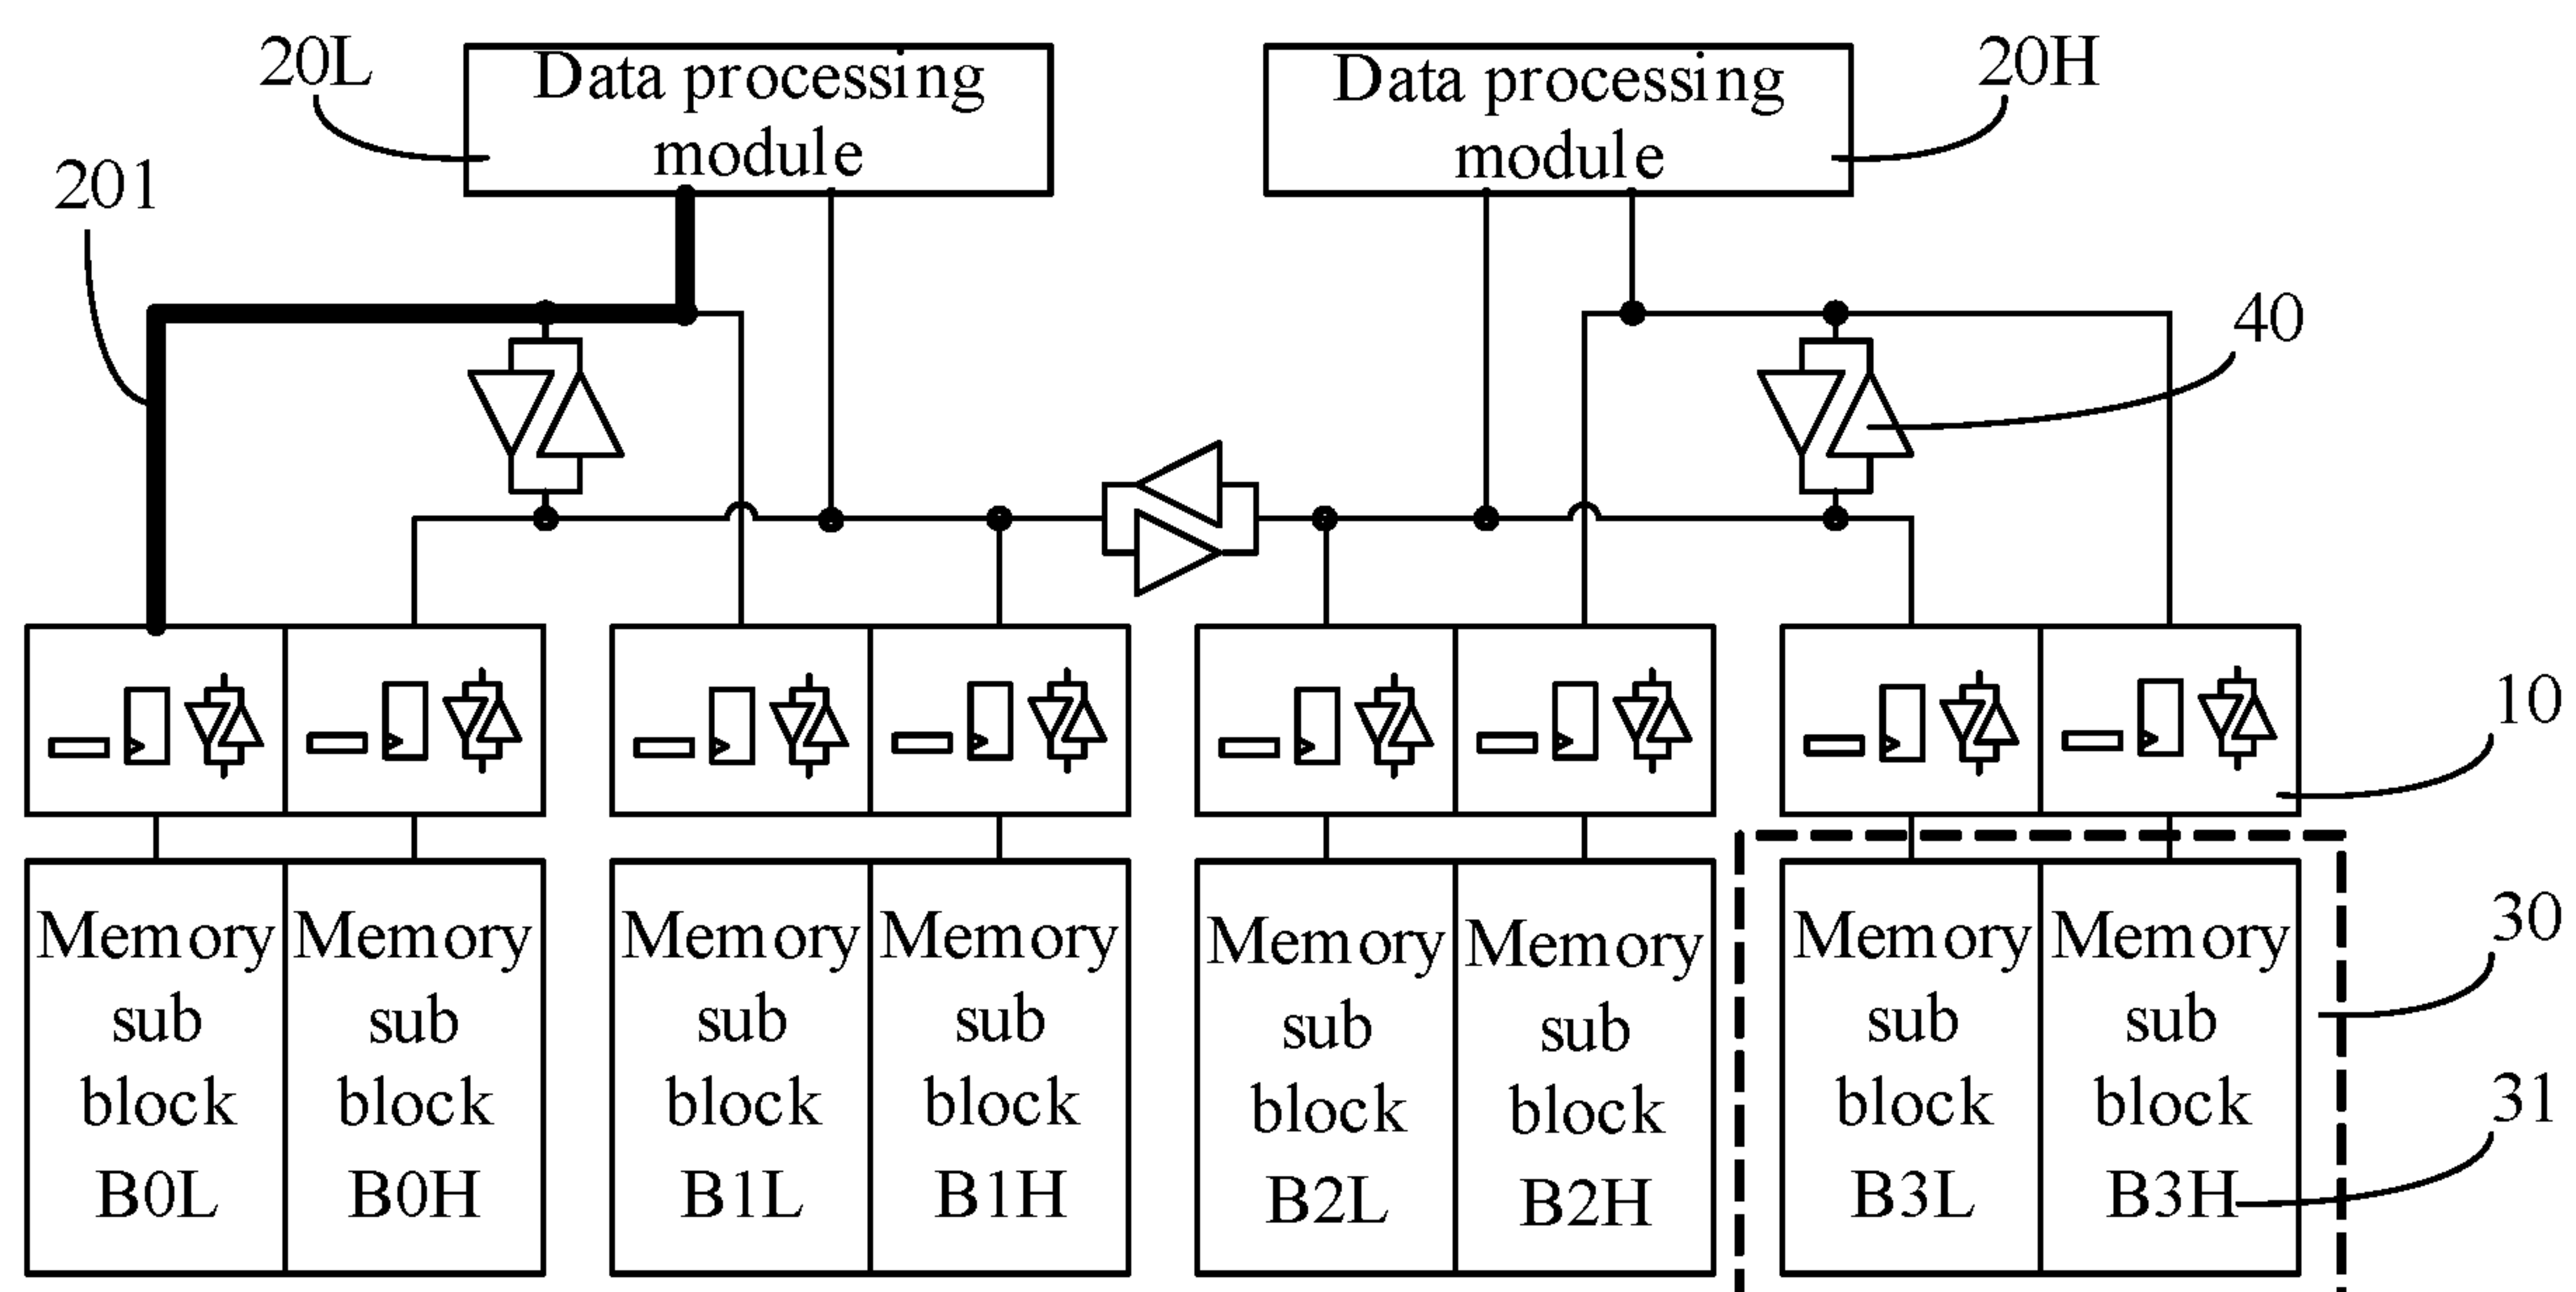 20L
Data processing
module
Data processing
module
20H
201
40
10
Memory
sub
block
B0L
Memory
sub
block
B0H
Memory
sub
block
B1L
Memory
sub
block
B1H
Memory
sub
block
B2L
Memory
sub
block
B2H
Memory
sub
block
B3L
Memory
sub
block
B3H
30
31